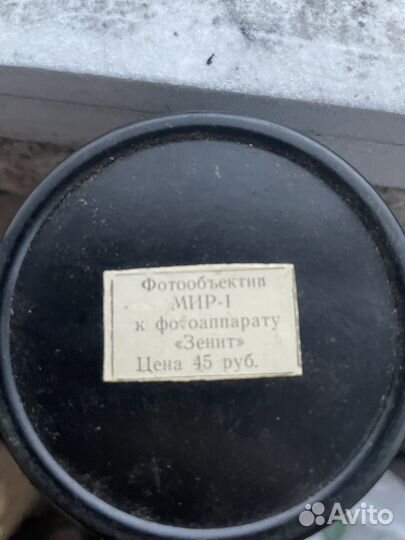 Фотообъектив
МИР-1
к фотоаппарату
«Зенит»
Цена 45 руб.
Avito